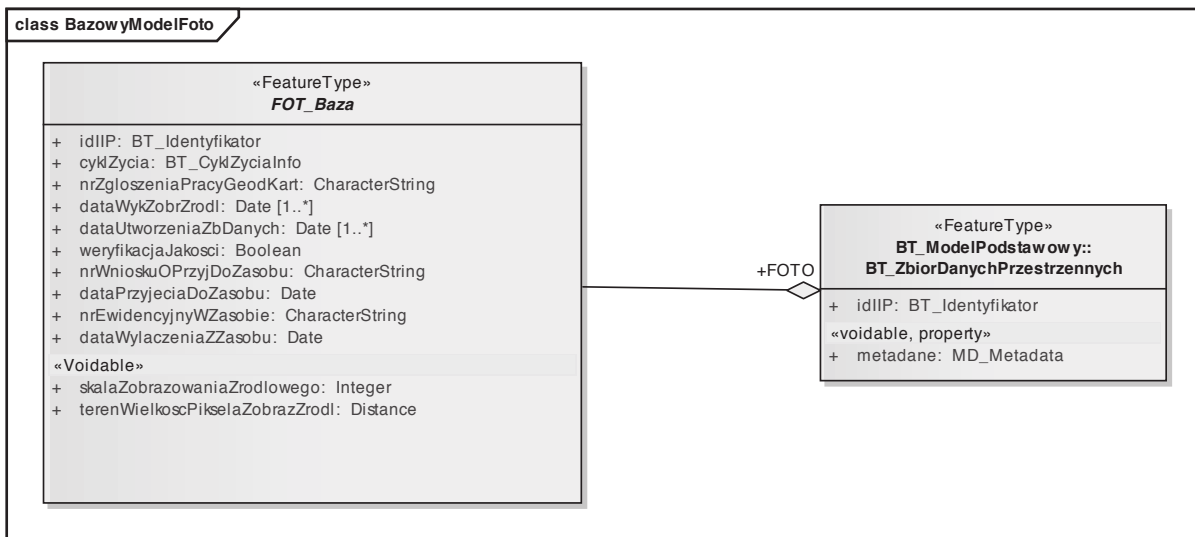 class BazowyModelFoto
«FeatureType»
FOT_Baza
+ idIIP: BT_Identyfikator
+ cyklZycia: BT_CyklZyciaInfo
+ nrZgloszeniaPracyGeodKart: CharacterString
+ dataWykZobrZrodl: Date [1..*]
+ dataUtworzeniaZbDanych: Date [1..*]
+ weryfikacjaJakosci: Boolean
+ nrWnioskuOPrzyjDoZasobu: CharacterString
+ dataPrzyjeciaDoZasobu: Date
+ nrEwidencyjnyWZasobie: CharacterString
+ dataWylaczeniaZZasobu: Date
«Voidable»
+ skalaZobrazowaniaZrodlowego: Integer
+ terenWielkoscPikselaZobrazZrodl: Distance
+FOTO
«FeatureType»
BT_ModelPodstawowy::
BT_ZbiorDanychPrzestrzennych
+ idIIP: BT_Identyfikator
«voidable, property»
+ metadane: MD_Metadata